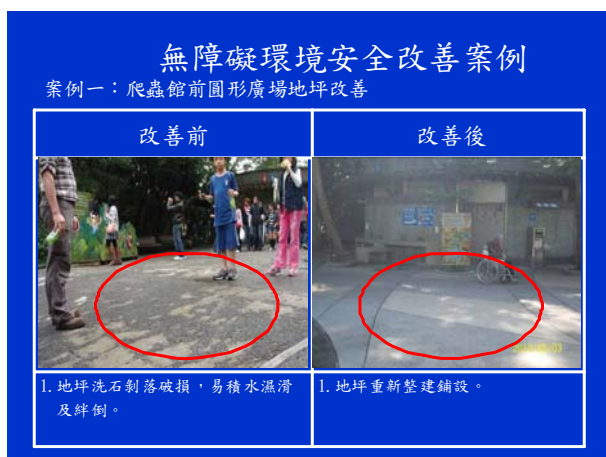 無障礙環境安全改善案例
案例一：爬蟲館前圓形廣場地坪改善
改善前
改善後
1. 地坪洗石剝落破損，易積水濕滑
及絆倒。
1. 地坪重新整建鋪設。